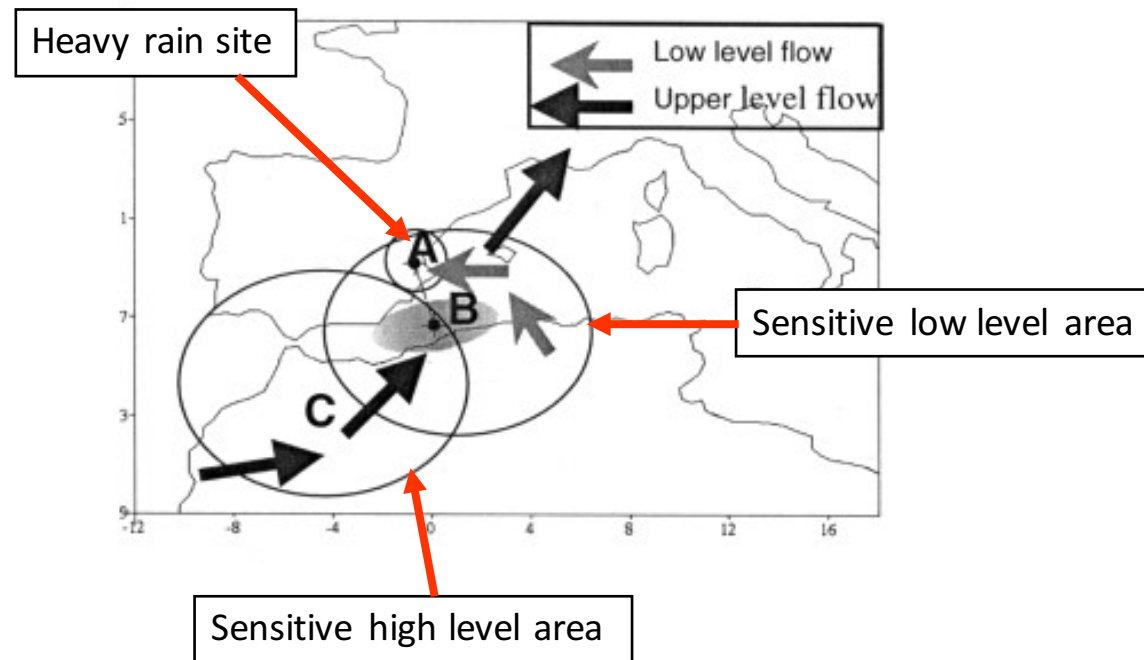 Heavy rain site
Low level flow
Upper level flow
5
1
7
3
9
A
B
C
Sensitive low level area
-12
-8
-4
0
4
8
12
16
Sensitive high level area